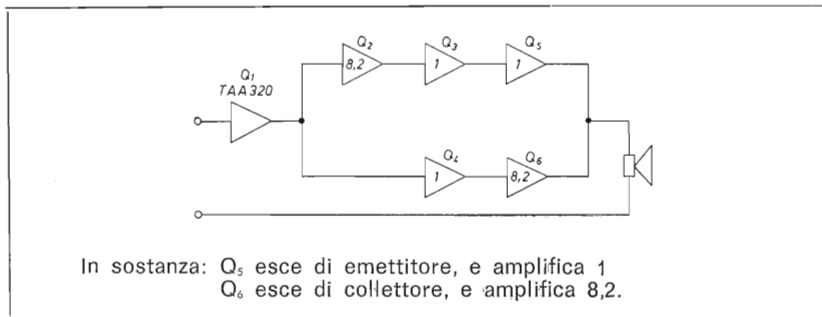 Q₂
Q₃
Q₅
8,2
1
1
Q₁
TAA320
Q₄
Q₆
1
8,2
In sostanza: Q₅ esce di emettitore, e amplifica 1
Q₆ esce di collettore, e amplifica 8,2.